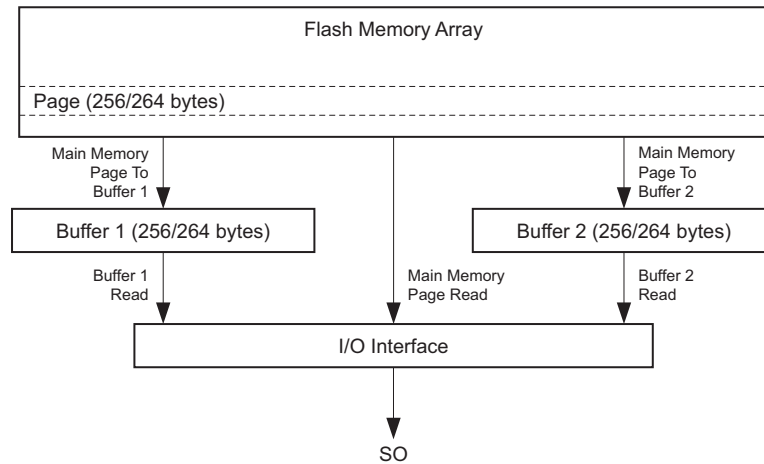 Flash Memory Array
Page (256/264 bytes)
Main Memory
Page To
Buffer 1
Main Memory
Page To
Buffer 2
Buffer 1 (256/264 bytes)
Buffer 2 (256/264 bytes)
Buffer 1
Read
Main Memory
Page Read
Buffer 2
Read
I/O Interface
SO